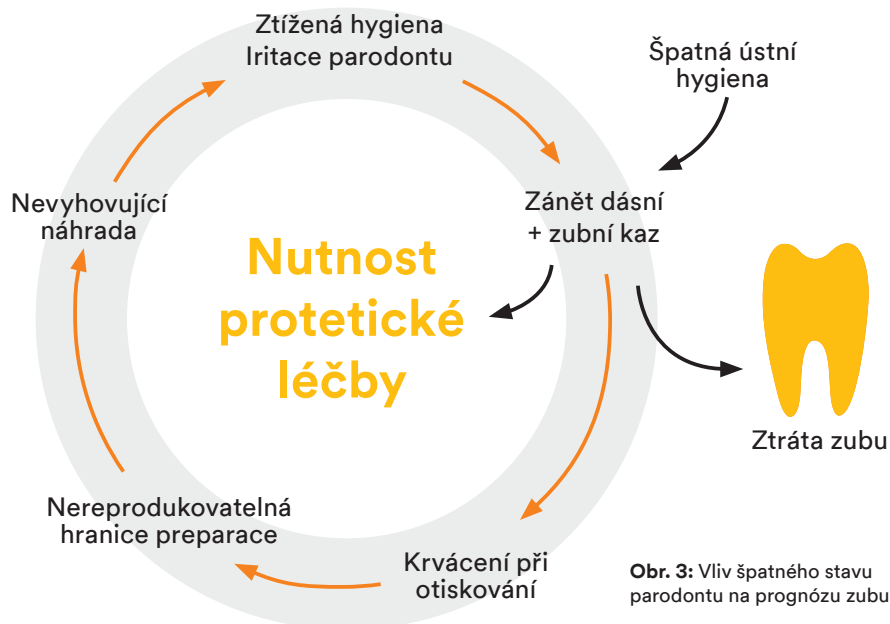 Ztížená hygiena
Iritace parodontu
Špatná ústní
hygiena
Zánět dásní
+ zubní kaz
Nevyhovující
náhrada
Nutnost
protetické
léčby
Ztráta zubu
Nereprodukovatelná
hranice preparace
Krvácení při
otiskování
Obr. 3: Vliv špatného stavu
parodontu na prognózu zubu